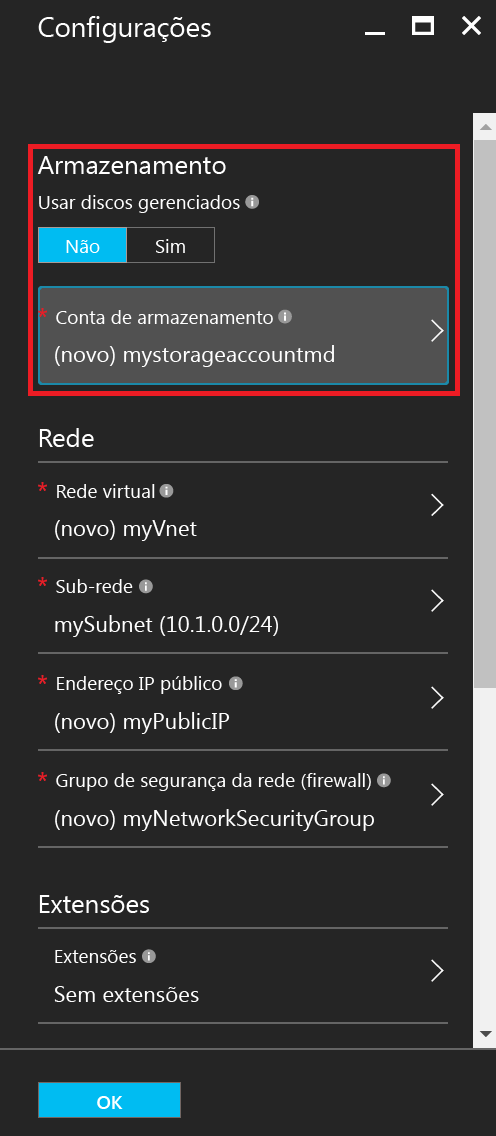 Configurações
Armazenamento
Usar discos gerenciados
Não Sim
* Conta de armazenamento
(novo) mystorageaccountmd
Rede
* Rede virtual
(novo) myVnet
* Sub-rede
mySubnet (10.1.0.0/24)
* Endereço IP público
(novo) myPublicIP
* Grupo de segurança da rede (firewall)
(novo) myNetworkSecurityGroup
Extensões
Extensões
Sem extensões
OK